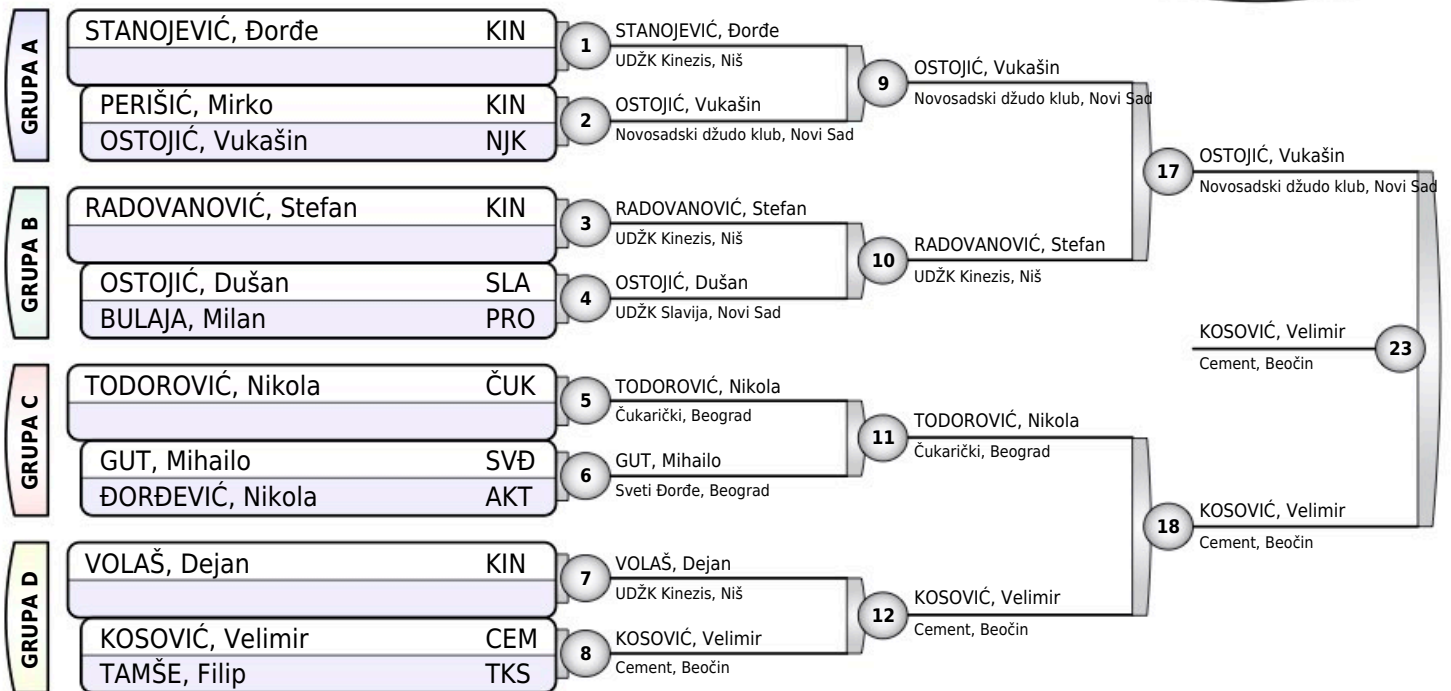 GRUPA A
STANOJEVIĆ, Đorđe KIN
PERIŠIĆ, Mirko KIN
OSTOJIĆ, Vukašin NJK
GRUPA B
RADOVANOVIĆ, Stefan KIN
OSTOJIĆ, Dušan SLA
BULAJA, Milan PRO
GRUPA C
TODOROVIĆ, Nikola ČUK
GUT, Mihailo SVĐ
ĐORĐEVIĆ, Nikola AKT
GRUPA D
VOLAŠ, Dejan KIN
KOSOVIĆ, Velimir CEM
TAMŠE, Filip TKS
1
STANOJEVIĆ, Đorđe
UDŽK Kinezis, Niš
2
OSTOJIĆ, Vukašin
Novosadski džudo klub, Novi Sad
3
RADOVANOVIĆ, Stefan
UDŽK Kinezis, Niš
4
OSTOJIĆ, Dušan
UDŽK Slavija, Novi Sad
5
TODOROVIĆ, Nikola
Čukarički, Beograd
6
GUT, Mihailo
Sveti Đorđe, Beograd
7
VOLAŠ, Dejan
UDŽK Kinezis, Niš
8
KOSOVIĆ, Velimir
Cement, Beočin
9
OSTOJIĆ, Vukašin
Novosadski džudo klub, Novi Sad
10
RADOVANOVIĆ, Stefan
UDŽK Kinezis, Niš
11
TODOROVIĆ, Nikola
Čukarički, Beograd
12
KOSOVIĆ, Velimir
Cement, Beočin
17
OSTOJIĆ, Vukašin
Novosadski džudo klub, Novi Sad
18
KOSOVIĆ, Velimir
Cement, Beočin
KOSOVIĆ, Velimir
Cement, Beočin
23